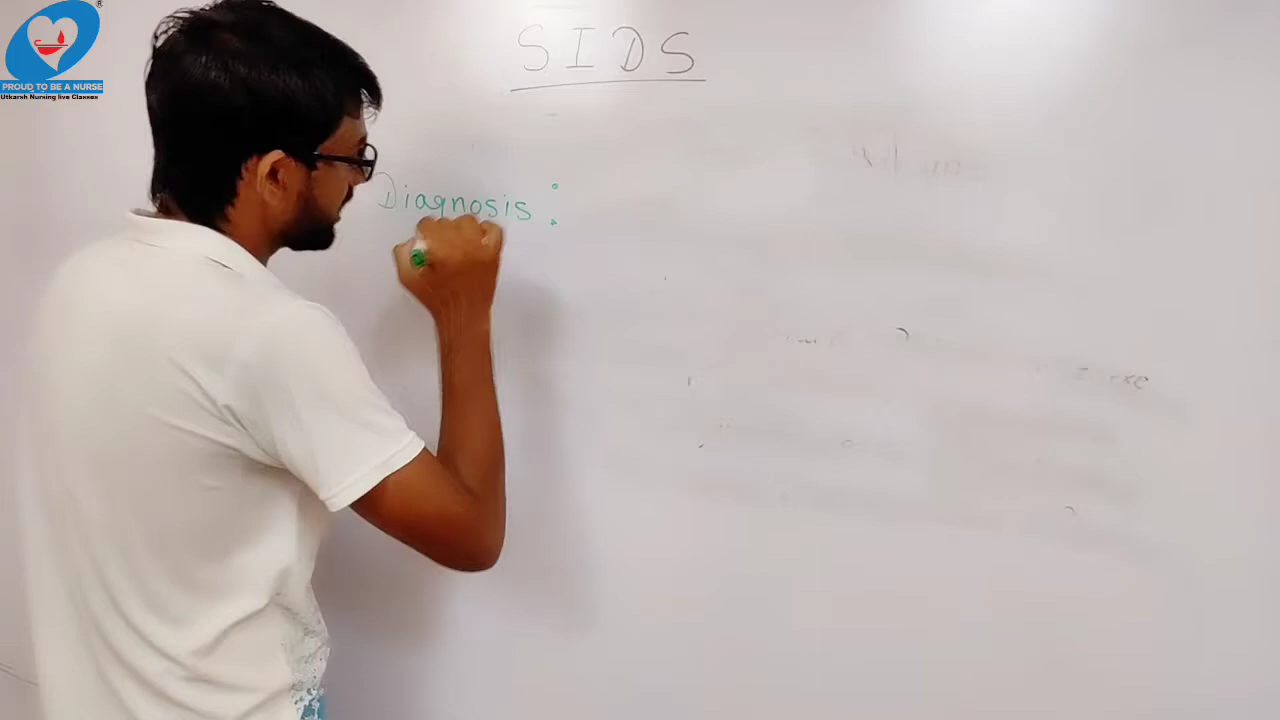 SIDS
®
PROUD TO BE A NURSE
Utkarsh Nursing live Classes
Diagnosis :